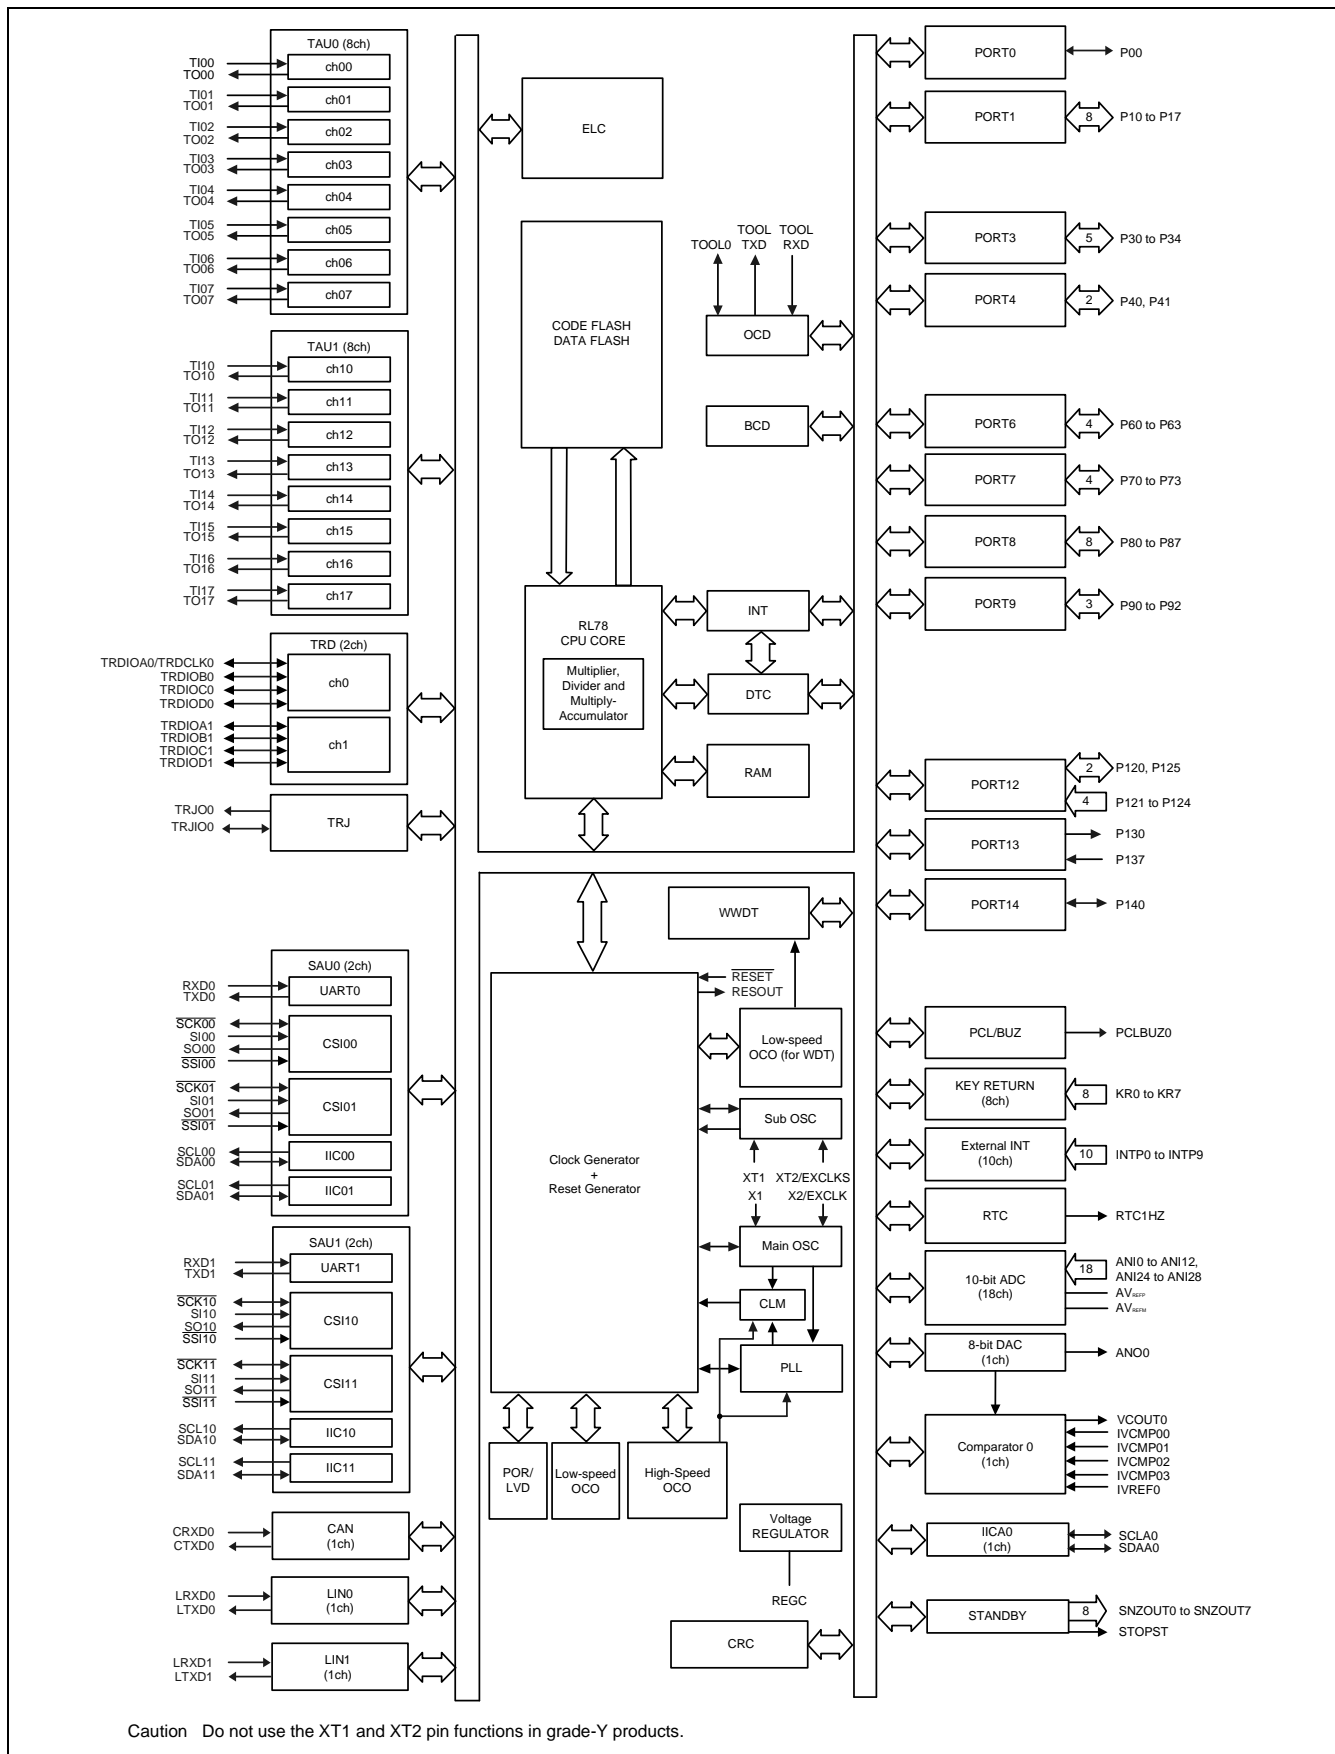 TAU0 (8ch)
TI00
TO00
ch00
TI01
TO01
ch01
TI02
TO02
ch02
TI03
TO03
ch03
TI04
TO04
ch04
TI05
TO05
ch05
TI06
TO06
ch06
TI07
TO07
ch07
TAU1 (8ch)
TI10
TO10
ch10
TI11
TO11
ch11
TI12
TO12
ch12
TI13
TO13
ch13
TI14
TO14
ch14
TI15
TO15
ch15
TI16
TO16
ch16
TI17
TO17
ch17
TRD (2ch)
TRDIOA0/TRDCLK0
TRDIOB0
TRDIOC0
TRDIOD0
ch0
TRDIOA1
TRDIOB1
TRDIOC1
TRDIOD1
ch1
TRJO0
TRJIO0
TRJ
SAU0 (2ch)
RXD0
TXD0
UART0
SCK00
SI00
SO00
SSI00
CSI00
SCK01
SI01
SO01
SSI01
CSI01
SCL00
SDA00
IIC00
SCL01
SDA01
IIC01
SAU1 (2ch)
RXD1
TXD1
UART1
SCK10
SI10
SO10
SSI10
CSI10
SCK11
SI11
SO11
SSI11
CSI11
SCL10
SDA10
IIC10
SCL11
SDA11
IIC11
CRXD0
CTXD0
CAN
(1ch)
LRXD0
LTXD0
LIN0
(1ch)
LRXD1
LTXD1
LIN1
(1ch)
ELC
CODE FLASH
DATA FLASH
TOOL0
TOOL
TXD
TOOL
RXD
OCD
BCD
RL78
CPU CORE
Multiplier,
Divider and
Multiply-
Accumulator
INT
DTC
RAM
WWDT
RESET
RESOUT
Low-speed
OCO (for WDT)
Sub OSC
Clock Generator
+
Reset Generator
XT1
XT2/EXCLKS
X1
X2/EXCLK
Main OSC
CLM
PLL
POR/
LVD
Low-speed
OCO
High-Speed
OCO
Voltage
REGULATOR
REGC
CRC
PORT0
P00
PORT1
8
P10 to P17
PORT3
5
P30 to P34
PORT4
2
P40, P41
PORT6
4
P60 to P63
PORT7
4
P70 to P73
PORT8
8
P80 to P87
PORT9
3
P90 to P92
PORT12
2
P120, P125
4
P121 to P124
PORT13
P130
P137
PORT14
P140
PCL/BUZ
PCLBUZ0
KEY RETURN
(8ch)
8
KR0 to KR7
External INT
(10ch)
10
INTP0 to INTP9
RTC
RTC1HZ
10-bit ADC
(18ch)
18
ANI0 to ANI12,
ANI24 to ANI28
AVREFP
AVREFM
8-bit DAC
(1ch)
ANO0
Comparator 0
(1ch)
VCOUT0
IVCMP00
IVCMP01
IVCMP02
IVCMP03
IVREF0
IICA0
(1ch)
SCLA0
SDAA0
STANDBY
8
SNZOUT0 to SNZOUT7
STOPST
Caution Do not use the XT1 and XT2 pin functions in grade-Y products.